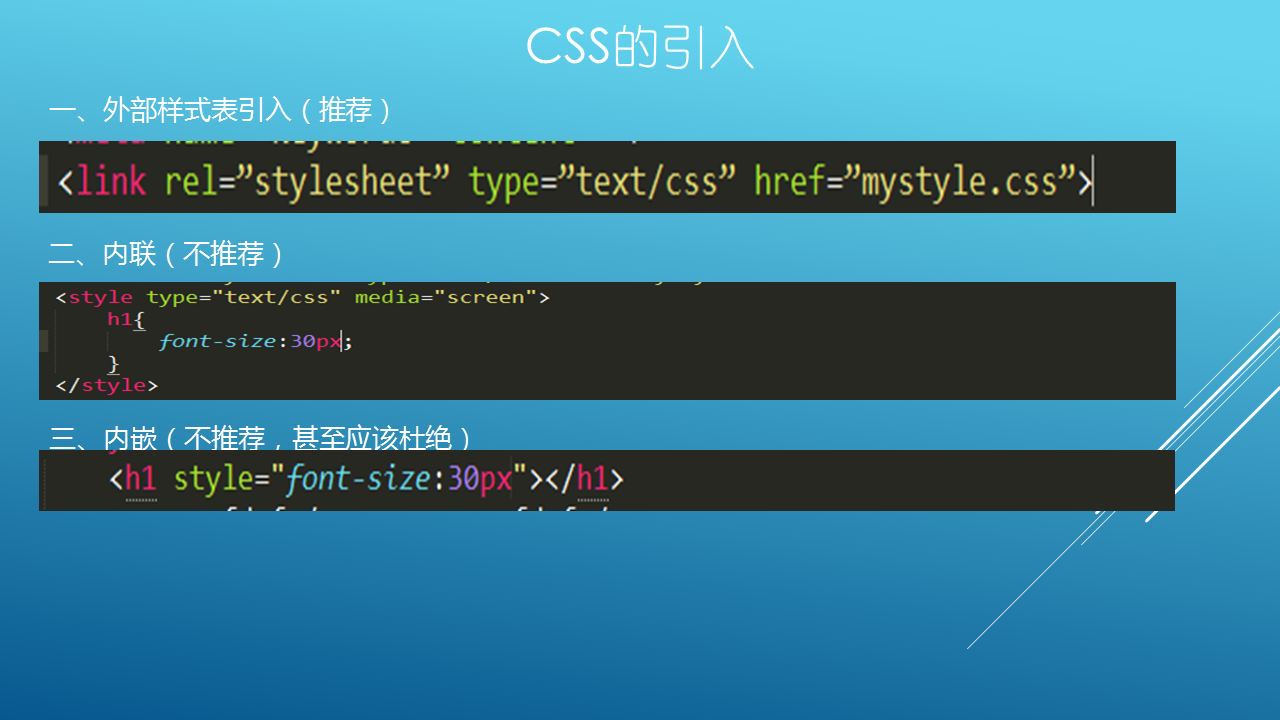 CSS的引入
一、外部样式表引入（推荐）
<link rel=”stylesheet” type=”text/css” href=”mystyle.css”>
二、内联（不推荐）
<style type="text/css" media="screen">
h1{
font-size:30px;
}
</style>
三、内嵌（不推荐，甚至应该杜绝）
<h1 style="font-size:30px"></h1>